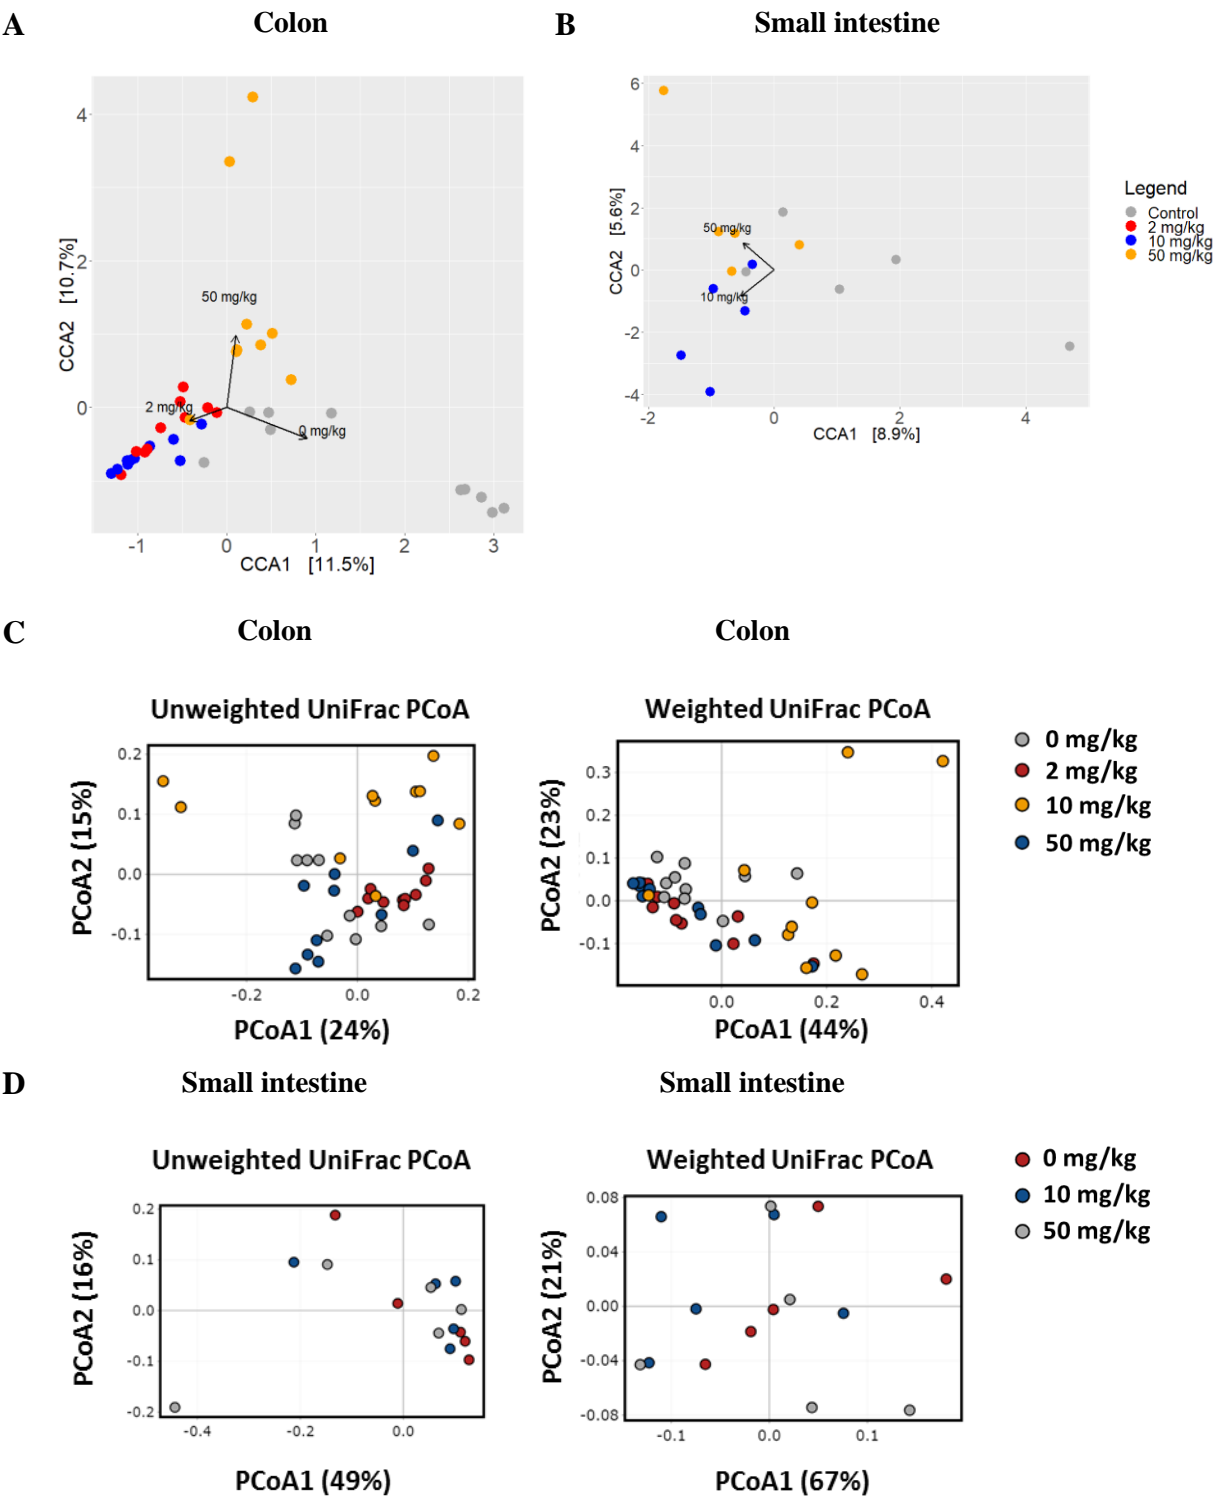 A
Colon
B
Small intestine
4
2
0
-1
0
1
2
3
CCA2 [10.7%]
CCA1 [11.5%]
50 mg/kg
2 mg/kg
0 mg/kg
6
4
2
0
-2
-4
-2
0
2
4
CCA2 [5.6%]
CCA1 [8.9%]
50 mg/kg
10 mg/kg
Legend
Control
2 mg/kg
10 mg/kg
50 mg/kg
C
Colon
Colon
Unweighted UniFrac PCoA
0.2
0.1
0.0
-0.1
-0.2
0.0
0.2
PCoA2 (15%)
PCoA1 (24%)
Weighted UniFrac PCoA
0.3
0.2
0.1
0.0
-0.1
0.0
0.2
0.4
PCoA2 (23%)
PCoA1 (44%)
0 mg/kg
2 mg/kg
10 mg/kg
50 mg/kg
D
Small intestine
Small intestine
Unweighted UniFrac PCoA
0.2
0.1
0.0
-0.1
-0.2
-0.4
-0.2
0.0
PCoA2 (16%)
PCoA1 (49%)
Weighted UniFrac PCoA
0.08
0.04
0.00
-0.04
-0.08
-0.1
0.0
0.1
PCoA2 (21%)
PCoA1 (67%)
0 mg/kg
10 mg/kg
50 mg/kg